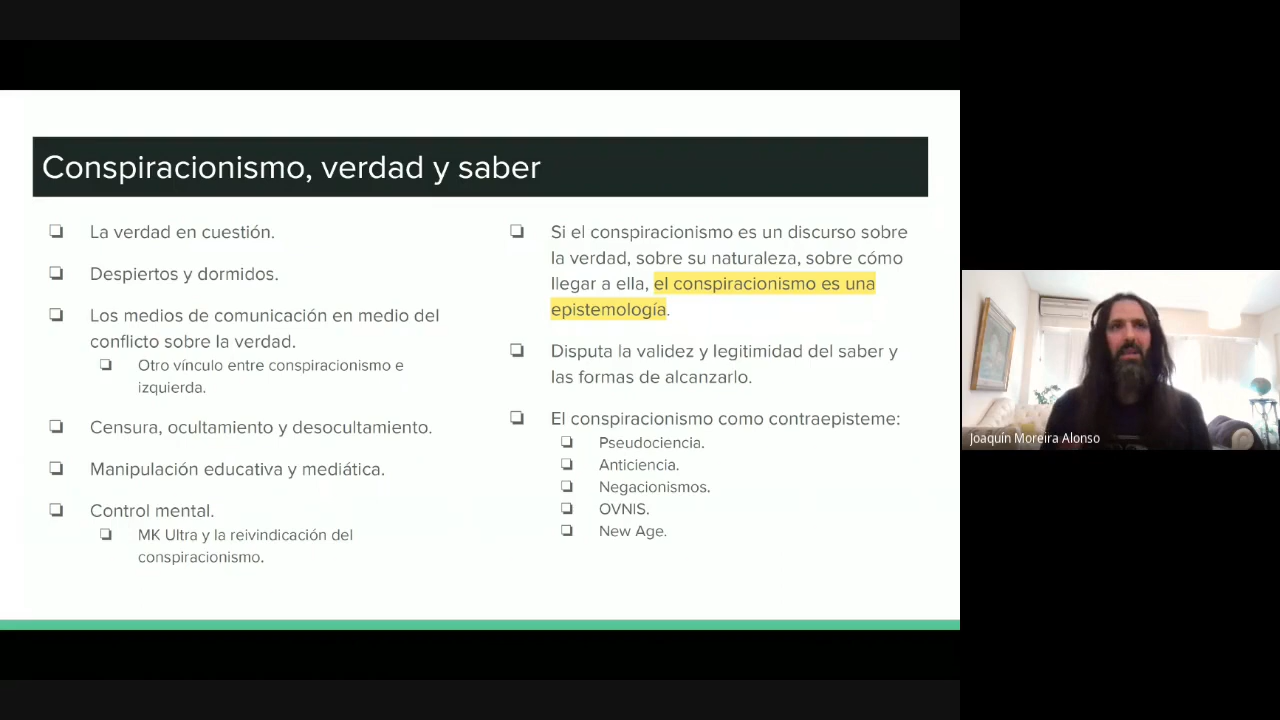 Conspiracionismo, verdad y saber
La verdad en cuestión.
Despiertos y dormidos.
Los medios de comunicación en medio del
conflicto sobre la verdad.
Otro vínculo entre conspiracionismo e
izquierda.
Censura, ocultamiento y desocultamiento.
Manipulación educativa y mediática.
Control mental.
MK Ultra y la reivindicación del
conspiracionismo.
Si el conspiracionismo es un discurso sobre
la verdad, sobre su naturaleza, sobre cómo
llegar a ella, el conspiracionismo es una
epistemología.
Disputa la validez y legitimidad del saber y
las formas de alcanzarlo.
El conspiracionismo como contraepisteme:
Pseudociencia.
Anticiencia.
Negacionismos.
OVNIS.
New Age.
Joaquín Moreira Alonso